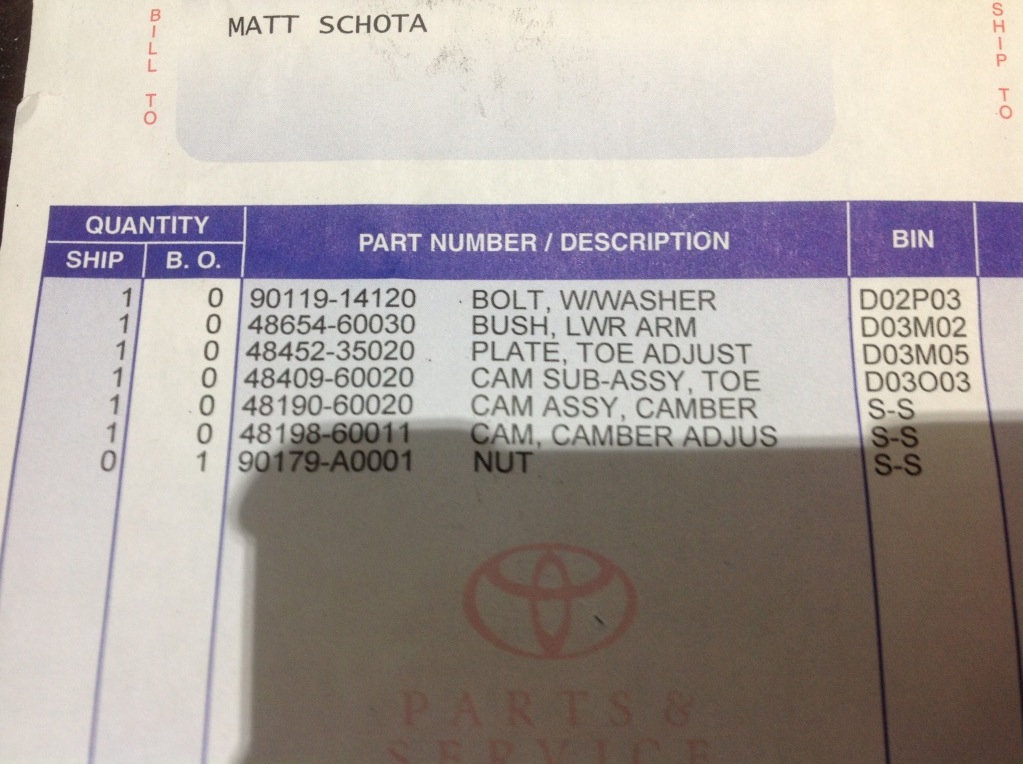 MATT SCHOTA
BILL TO
SHIP TO
QUANTITY
SHIP B. O. PART NUMBER / DESCRIPTION BIN
1 0 90119-14120 BOLT, W/WASHER D02P03
1 0 48654-60030 BUSH, LWR ARM D03M02
1 0 48452-35020 PLATE, TOE ADJUST D03M05
1 0 48409-60020 CAM SUB-ASSY, TOE D03O03
1 0 48190-60020 CAM ASSY, CAMBER S-S
1 0 48198-60011 CAM, CAMBER ADJUS S-S
0 1 90179-A0001 NUT S-S
PARTS &
SERVICE